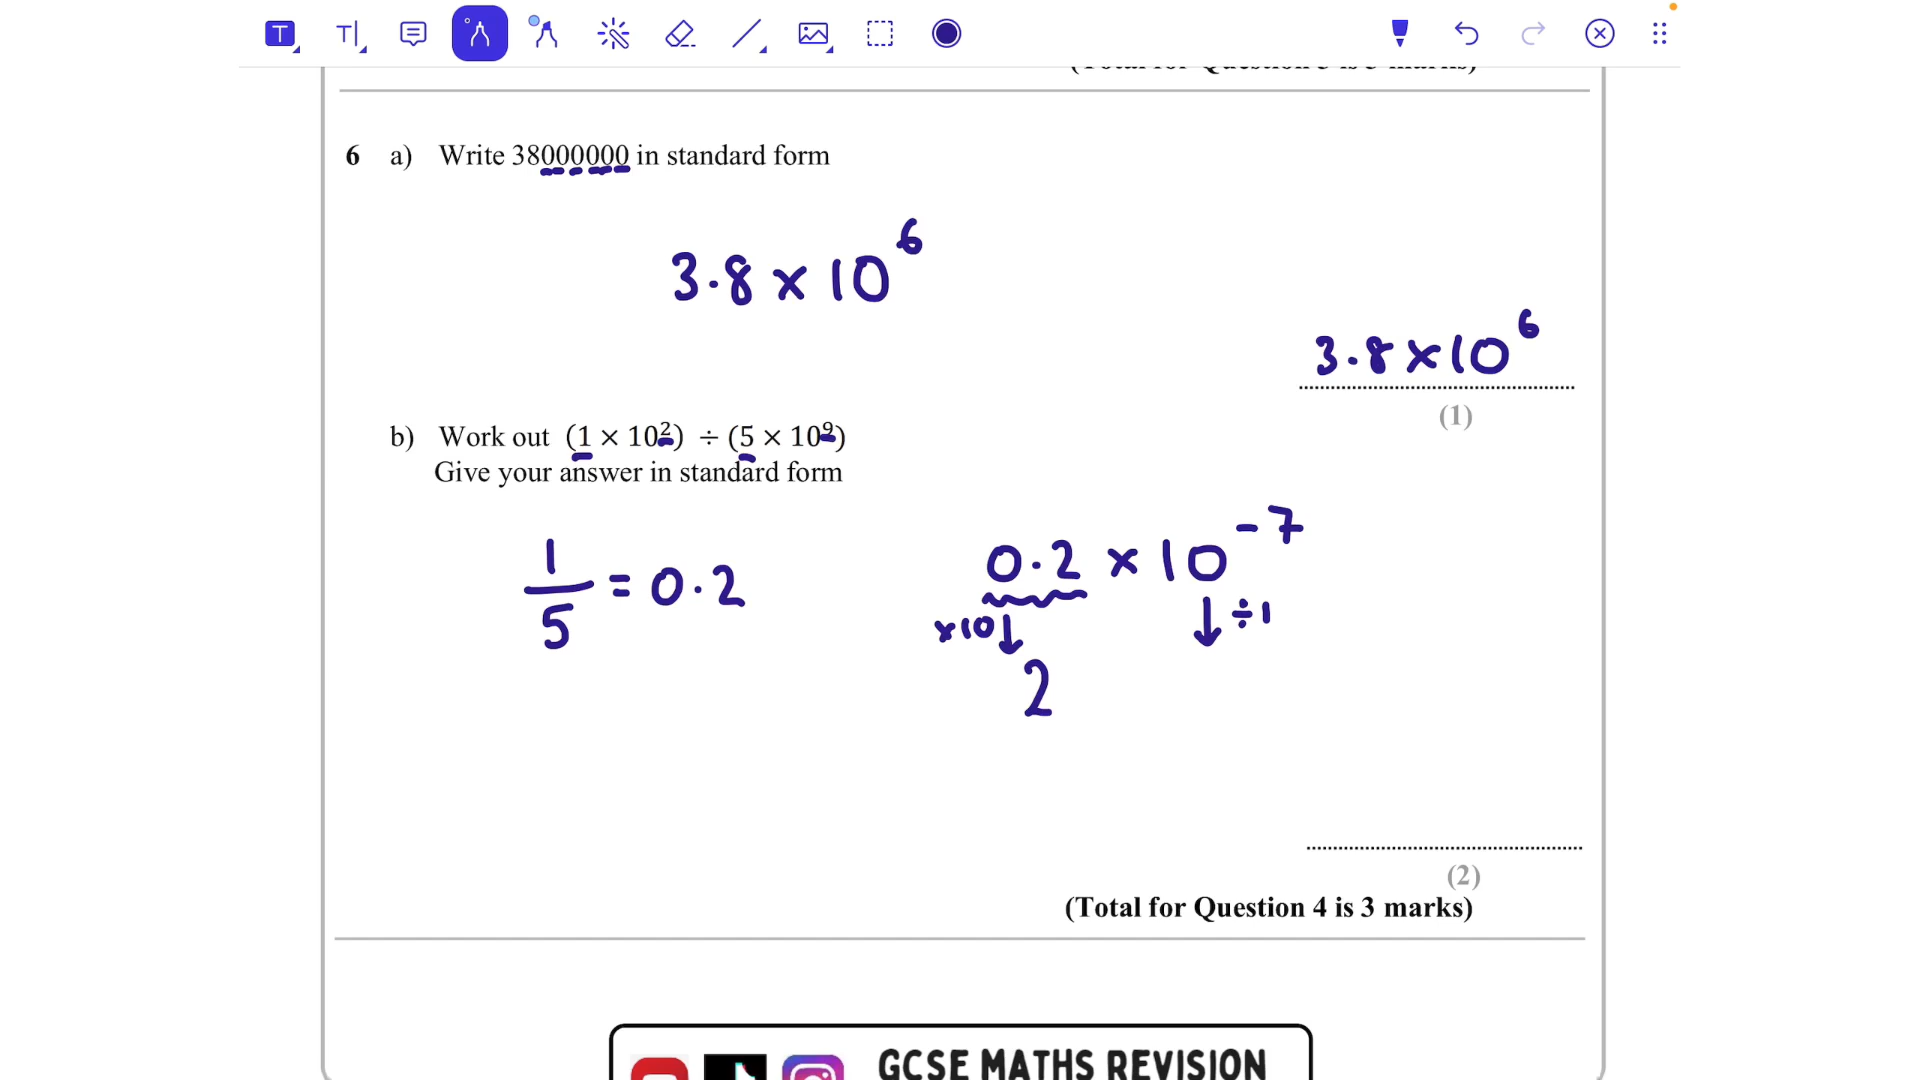 6 a) Write 38000000 in standard form
3.8 x 10⁶
3.8 x 10⁶
(1)
b) Work out (1 × 10²) ÷ (5 × 10⁹)
Give your answer in standard form
1/5 = 0.2
0.2 x 10⁻⁷
x10 ↓ ↓ ÷1
2
(2)
(Total for Question 4 is 3 marks)
GCSE MATHS REVISION